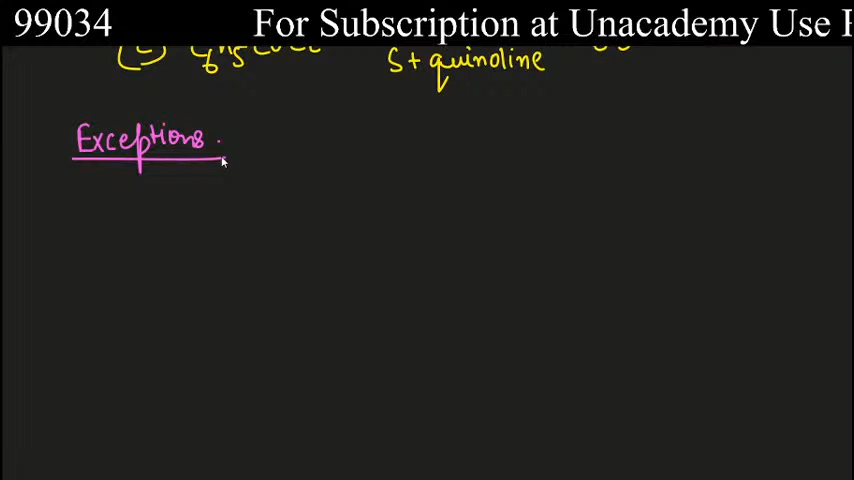 99034 For Subscription at Unacademy Use
S+ quinoline
Exceptions.